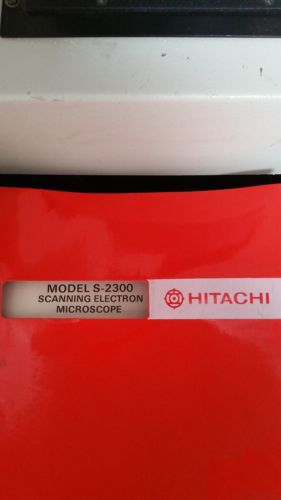 MODEL S-2300
SCANNING ELECTRON
MICROSCOPE
HITACHI